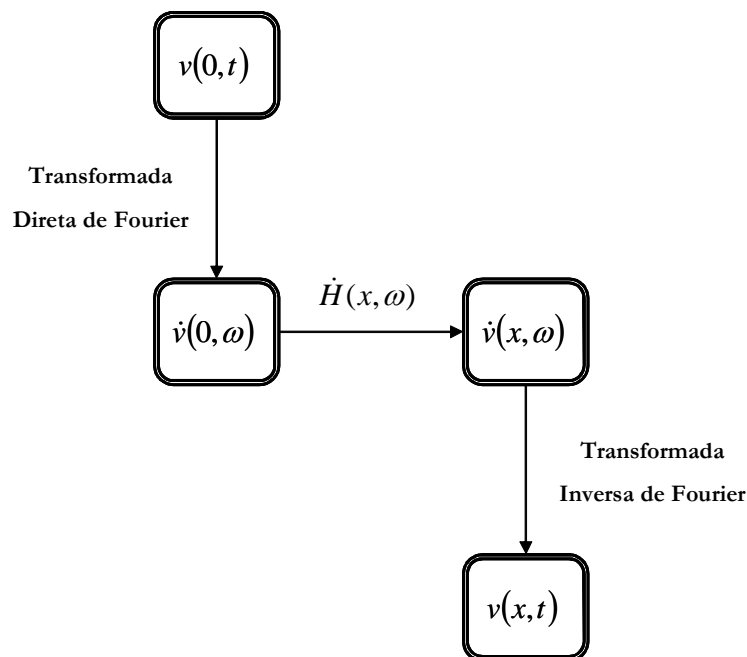 v(0,t)
Transformada
Direta de Fourier
v̇(0,ω)
Ḣ(x,ω)
v̇(x,ω)
Transformada
Inversa de Fourier
v(x,t)